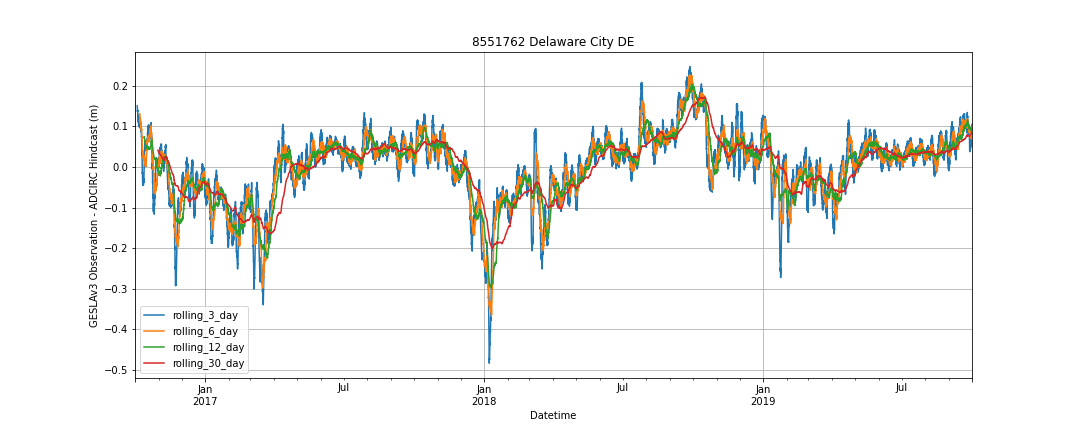 8551762 Delaware City DE
GESLAv3 Observation - ADCIRC Hindcast (m)
0.2
0.1
0.0
−0.1
−0.2
−0.3
−0.4
−0.5
rolling_3_day
rolling_6_day
rolling_12_day
rolling_30_day
Jan
2017
Jul
Jan
2018
Jul
Jan
2019
Jul
Datetime